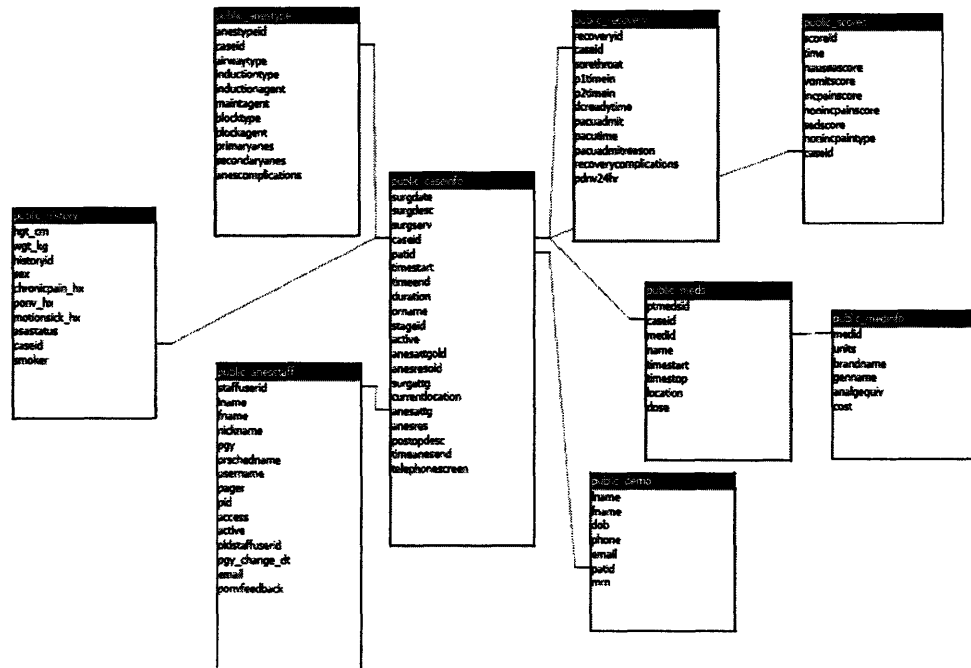 public_anestype
anestypeid
caseid
airwaytype
inductiontype
inductionagent
maintagent
blocktype
blockagent
primaryanes
secondaryanes
anescomplications
public_recovery
recoveryid
caseid
sorethroat
p1timein
p2timein
dcreadytime
pacuadmit
pacutime
pacuadmitreason
recoverycomplications
pdnv24hr
public_scores
scoreid
time
nauseascore
vomitscore
incpainscore
nonincpainscore
sedscore
nonincpaintype
caseid
public_history
hgt_cm
wgt_kg
historyid
sex
chronicpain_hx
ponv_hx
motionsick_hx
asastatus
caseid
smoker
public_caseinfo
surgdate
surgdesc
surgserv
caseid
patid
timestart
timeend
duration
orname
stageid
active
anesattgold
anesresold
surgattg
currentlocation
anesattg
anesres
postopdesc
timeanesend
telephonescreen
public_meds
ptmedsid
caseid
medid
name
timestart
timestop
location
dose
public_medinfo
medid
units
brandname
genname
analgequiv
cost
public_anesstaff
staffuserid
lname
fname
nickname
pgy
orschedname
username
pager
pid
access
active
oldstaffuserid
pgy_change_dt
email
ponvfeedback
public_demo
lname
fname
dob
phone
email
patid
mrn